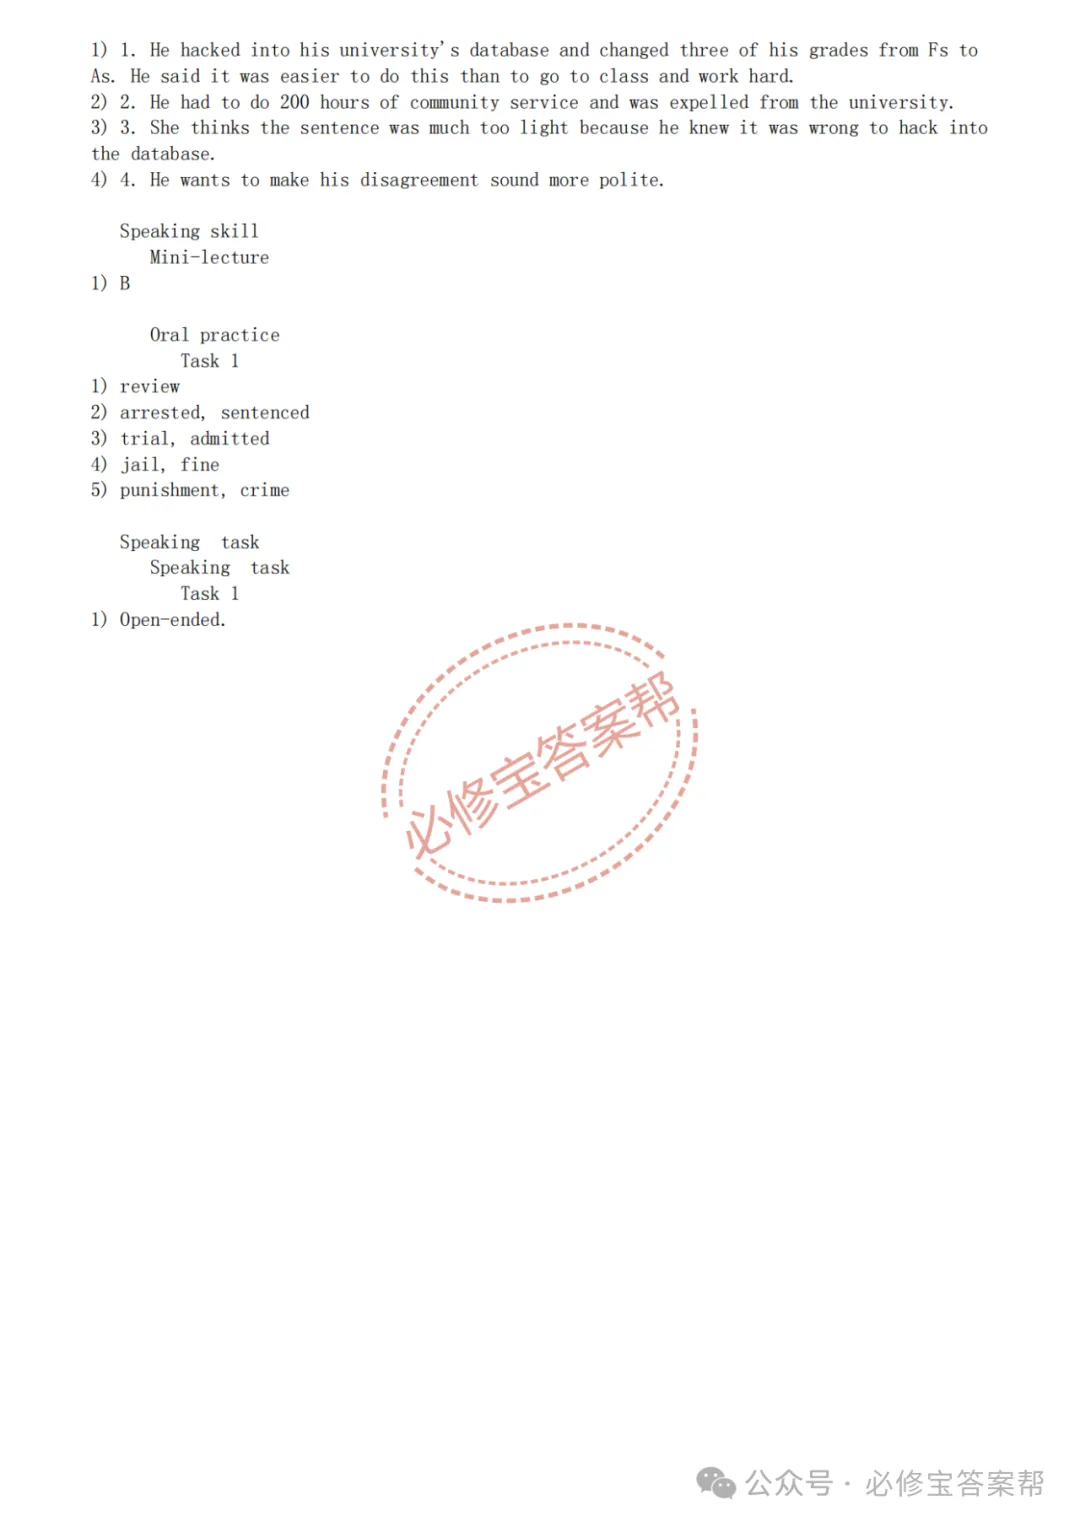 1) 1. He hacked into his university's database and changed three of his grades from Fs to
As. He said it was easier to do this than to go to class and work hard.
2) 2. He had to do 200 hours of community service and was expelled from the university.
3) 3. She thinks the sentence was much too light because he knew it was wrong to hack into
the database.
4) 4. He wants to make his disagreement sound more polite.
Speaking skill
Mini-lecture
1) B
Oral practice
Task 1
1) review
2) arrested, sentenced
3) trial, admitted
4) jail, fine
5) punishment, crime
Speaking task
Speaking task
Task 1
1) Open-ended.
必修宝答案帮
公众号 · 必修宝答案帮